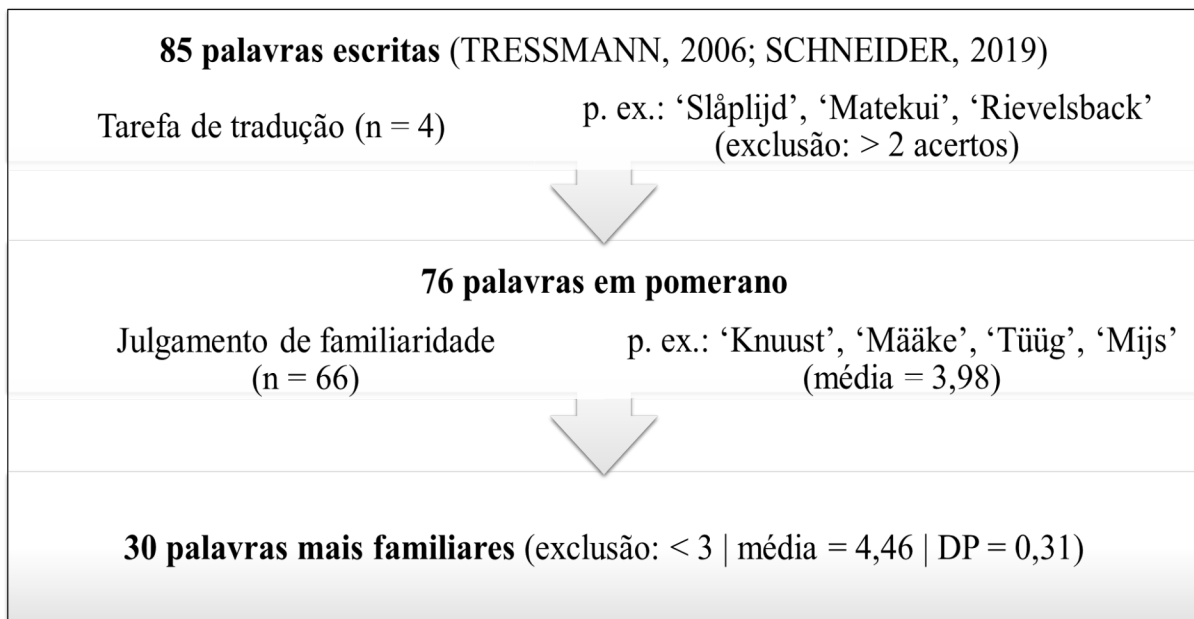 85 palavras escritas (TRESSMANN, 2006; SCHNEIDER, 2019)
Tarefa de tradução (n = 4)
p. ex.: ‘Slåplijd’, ‘Matekui’, ‘Rievelsback’
(exclusão: > 2 acertos)
76 palavras em pomerano
Julgamento de familiaridade
(n = 66)
p. ex.: ‘Knuust’, ‘Määke’, ‘Tüüg’, ‘Mijs’
(média = 3,98)
30 palavras mais familiares (exclusão: < 3 | média = 4,46 | DP = 0,31)